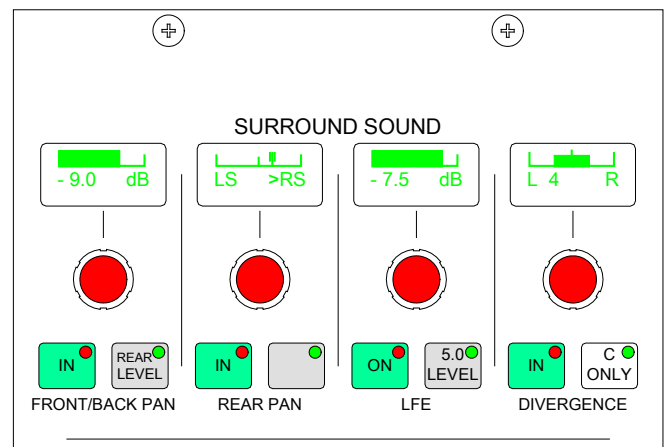 SURROUND SOUND
- 9.0 dB
LS >RS
- 7.5 dB
L 4 R
IN
REAR
LEVEL
IN
ON
5.0
LEVEL
IN
C
ONLY
FRONT/BACK PAN
REAR PAN
LFE
DIVERGENCE